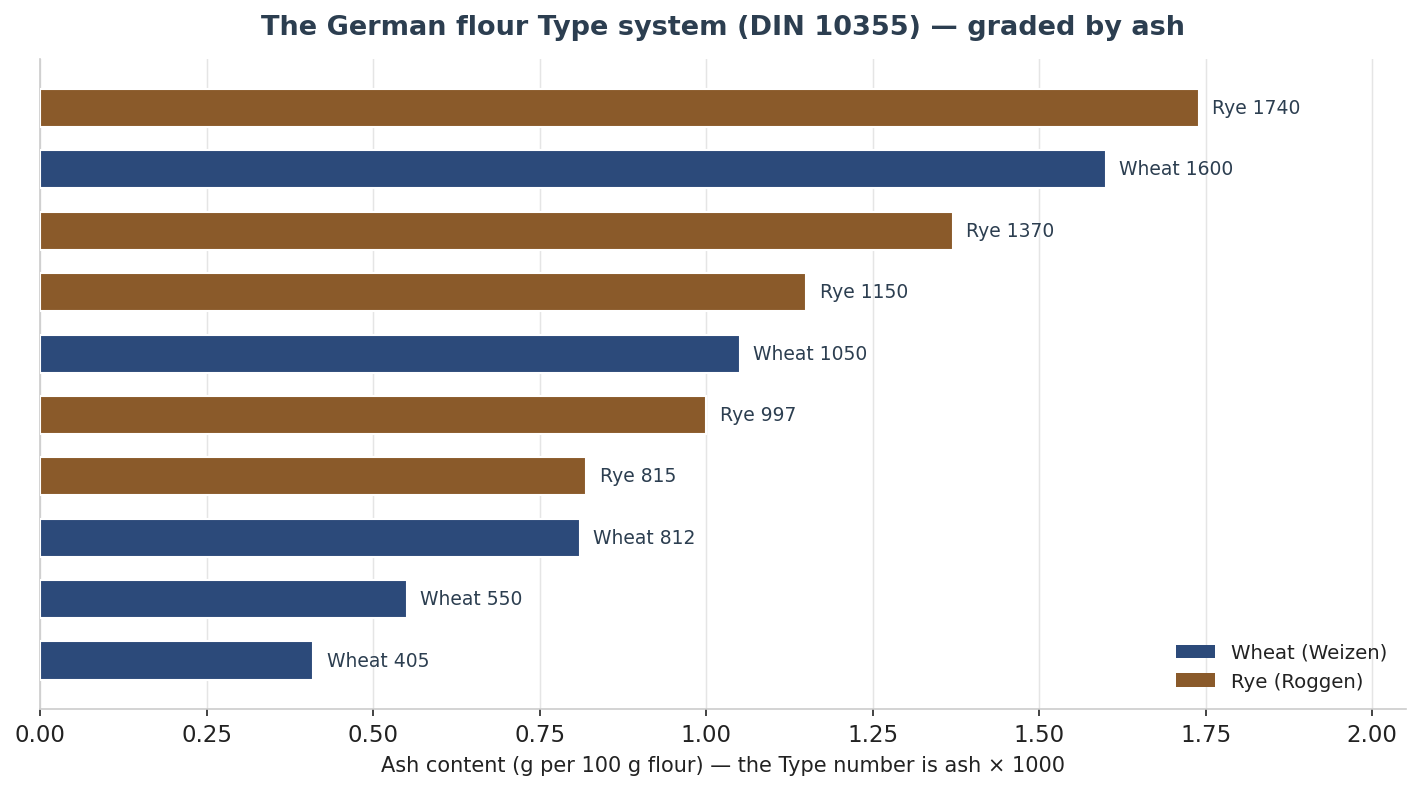 The German flour Type system (DIN 10355) — graded by ash
Rye 1740
Wheat 1600
Rye 1370
Rye 1150
Wheat 1050
Rye 997
Rye 815
Wheat 812
Wheat 550
Wheat 405
Wheat (Weizen)
Rye (Roggen)
0.00 0.25 0.50 0.75 1.00 1.25 1.50 1.75 2.00
Ash content (g per 100 g flour) — the Type number is ash × 1000